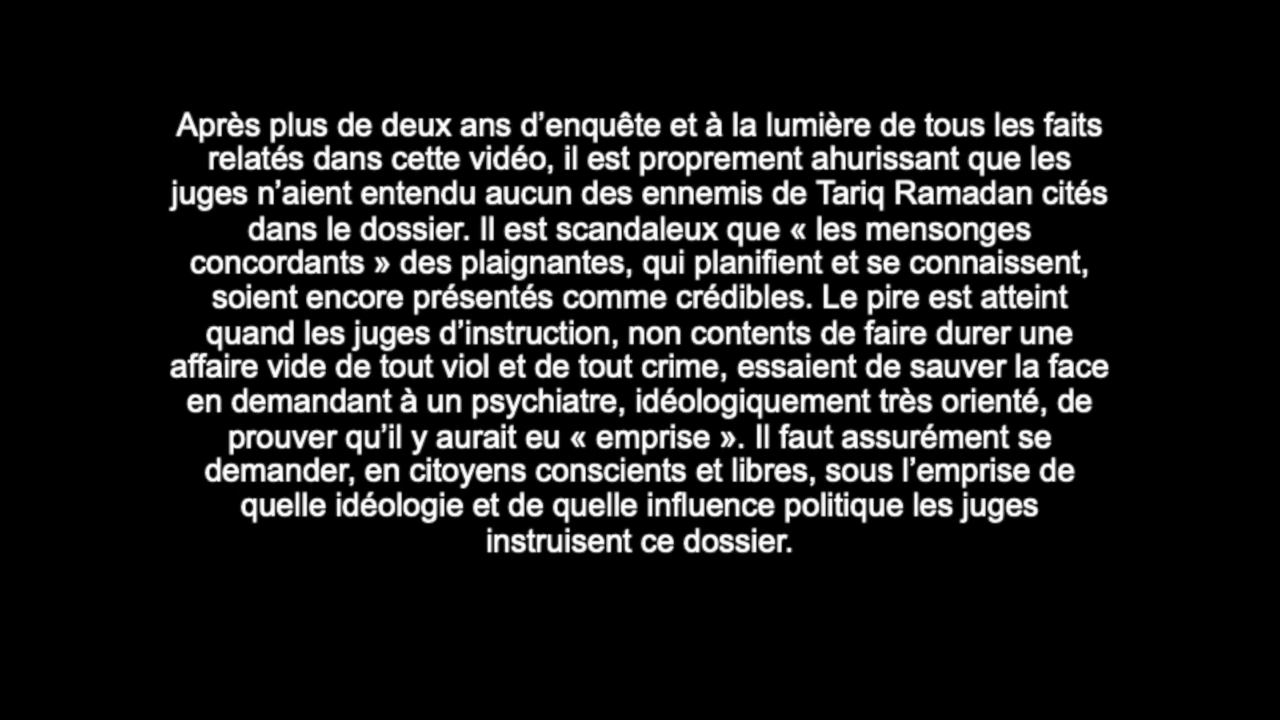 Après plus de deux ans d’enquête et à la lumière de tous les faits
relatés dans cette vidéo, il est proprement ahurissant que les
juges n’aient entendu aucun des ennemis de Tariq Ramadan cités
dans le dossier. Il est scandaleux que « les mensonges
concordants » des plaignantes, qui planifient et se connaissent,
soient encore présentés comme crédibles. Le pire est atteint
quand les juges d’instruction, non contents de faire durer une
affaire vide de tout viol et de tout crime, essaient de sauver la face
en demandant à un psychiatre, idéologiquement très orienté, de
prouver qu’il y aurait eu « emprise ». Il faut assurément se
demander, en citoyens conscients et libres, sous l’emprise de
quelle idéologie et de quelle influence politique les juges
instruisent ce dossier.